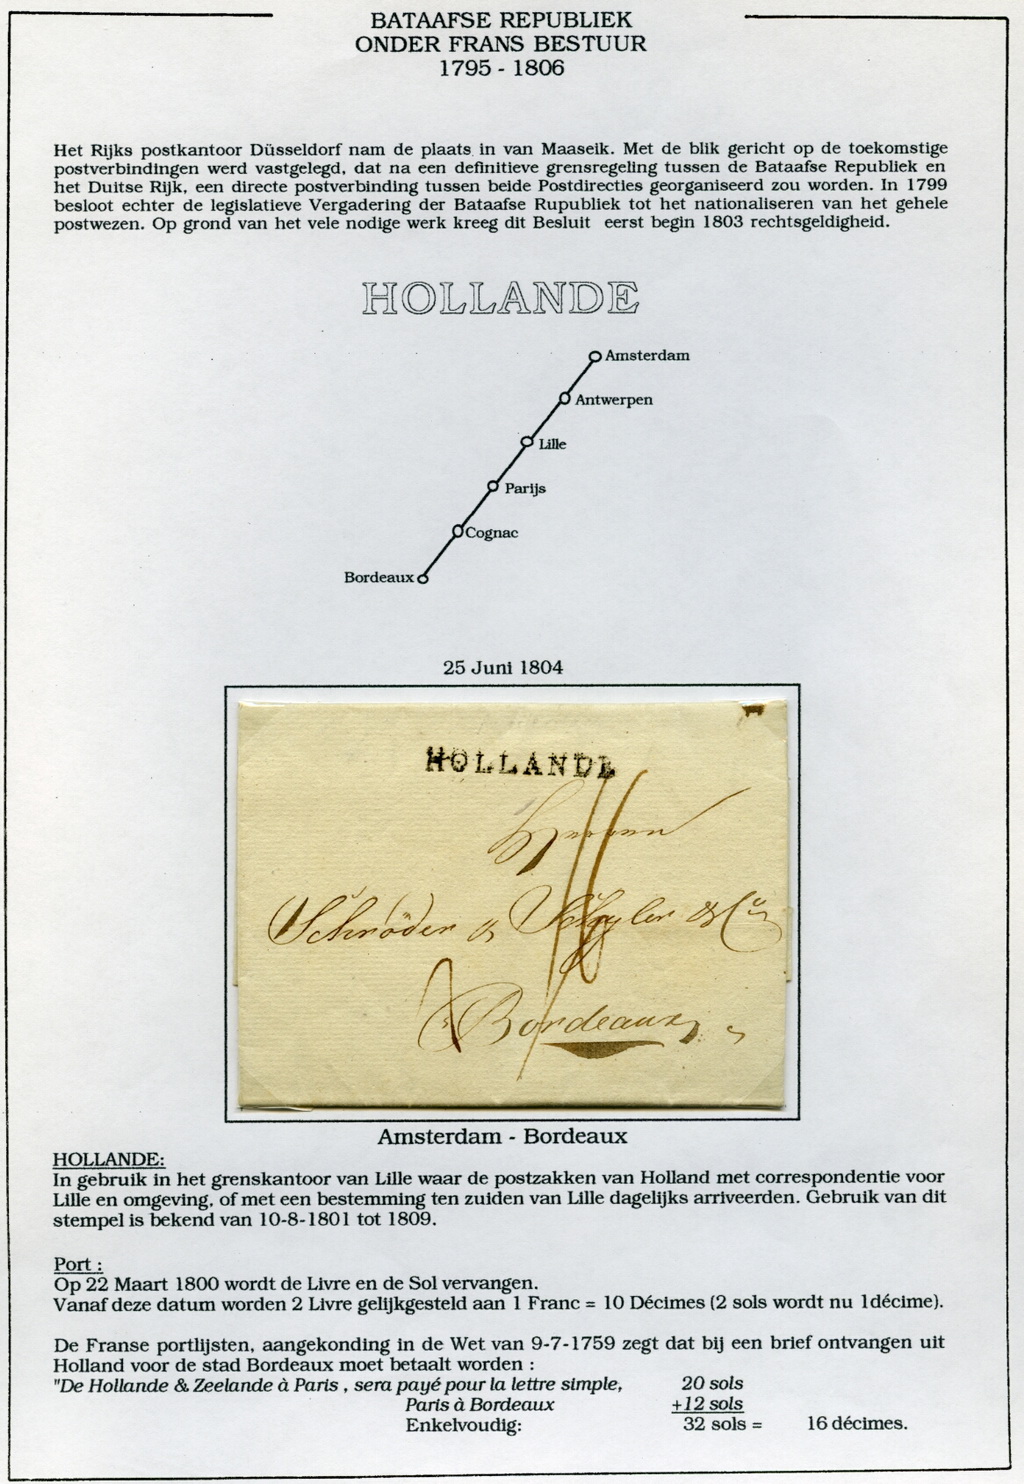 BATAAFSE REPUBLIEK
ONDER FRANS BESTUUR
1795 - 1806
Het Rijks postkantoor Düsseldorf nam de plaats in van Maaseik. Met de blik gericht op de toekomstige
postverbindingen werd vastgelegd, dat na een definitieve grensregeling tussen de Bataafse Republiek en
het Duitse Rijk, een directe postverbinding tussen beide Postdirecties georganiseerd zou worden. In 1799
besloot echter de legislatieve Vergadering der Bataafse Rupubliek tot het nationaliseren van het gehele
postwezen. Op grond van het vele nodige werk kreeg dit Besluit eerst begin 1803 rechtsgeldigheid.
HOLLANDE
Amsterdam
Antwerpen
Lille
Parijs
Cognac
Bordeaux
25 Juni 1804
HOLLANDE
Herren
Schröder & Schyler & Co
à Bordeaux
Amsterdam - Bordeaux
HOLLANDE:
In gebruik in het grenskantoor van Lille waar de postzakken van Holland met correspondentie voor
Lille en omgeving, of met een bestemming ten zuiden van Lille dagelijks arriveerden. Gebruik van dit
stempel is bekend van 10-8-1801 tot 1809.
Port :
Op 22 Maart 1800 wordt de Livre en de Sol vervangen.
Vanaf deze datum worden 2 Livre gelijkgesteld aan 1 Franc = 10 Décimes (2 sols wordt nu 1décime).
De Franse portlijsten, aangekonding in de Wet van 9-7-1759 zegt dat bij een brief ontvangen uit
Holland voor de stad Bordeaux moet betaalt worden :
"De Hollande & Zeelande à Paris , sera payé pour la lettre simple, 20 sols
Paris à Bordeaux +12 sols
Enkelvoudig: 32 sols = 16 décimes.